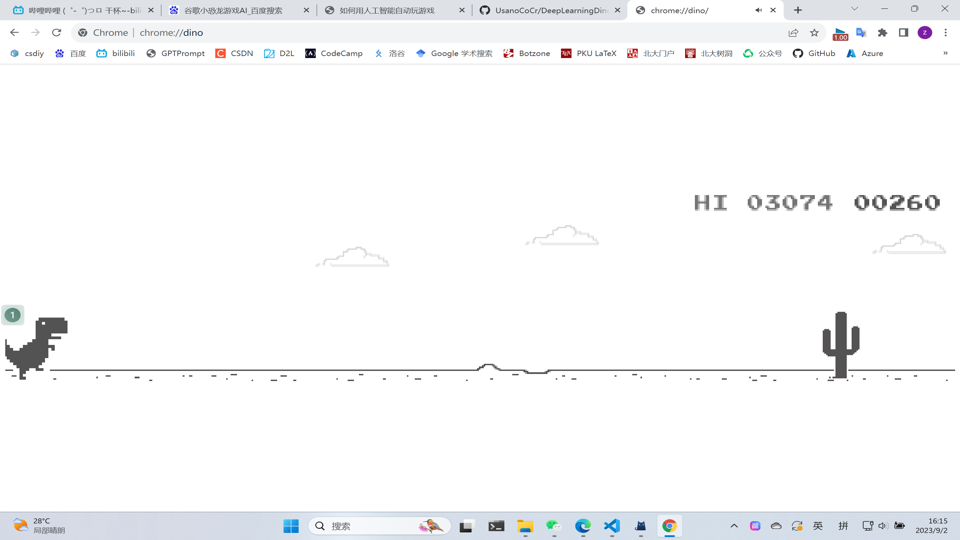 哔哩哔哩 (゜-゜)つロ 干杯~-bili
谷歌小恐龙游戏AI_百度搜索
如何用人工智能自动玩游戏
UsanoCoCr/DeepLearningDino
chrome://dino/
Chrome | chrome://dino
1.00
z
csdiy
百度
bilibili
GPTPrompt
CSDN
D2L
CodeCamp
洛谷
Google 学术搜索
Botzone
PKU LaTeX
北大门户
北大树洞
公众号
GitHub
Azure
»
HI 03074 00260
1
28°C
局部晴朗
搜索
英
拼
16:15
2023/9/2